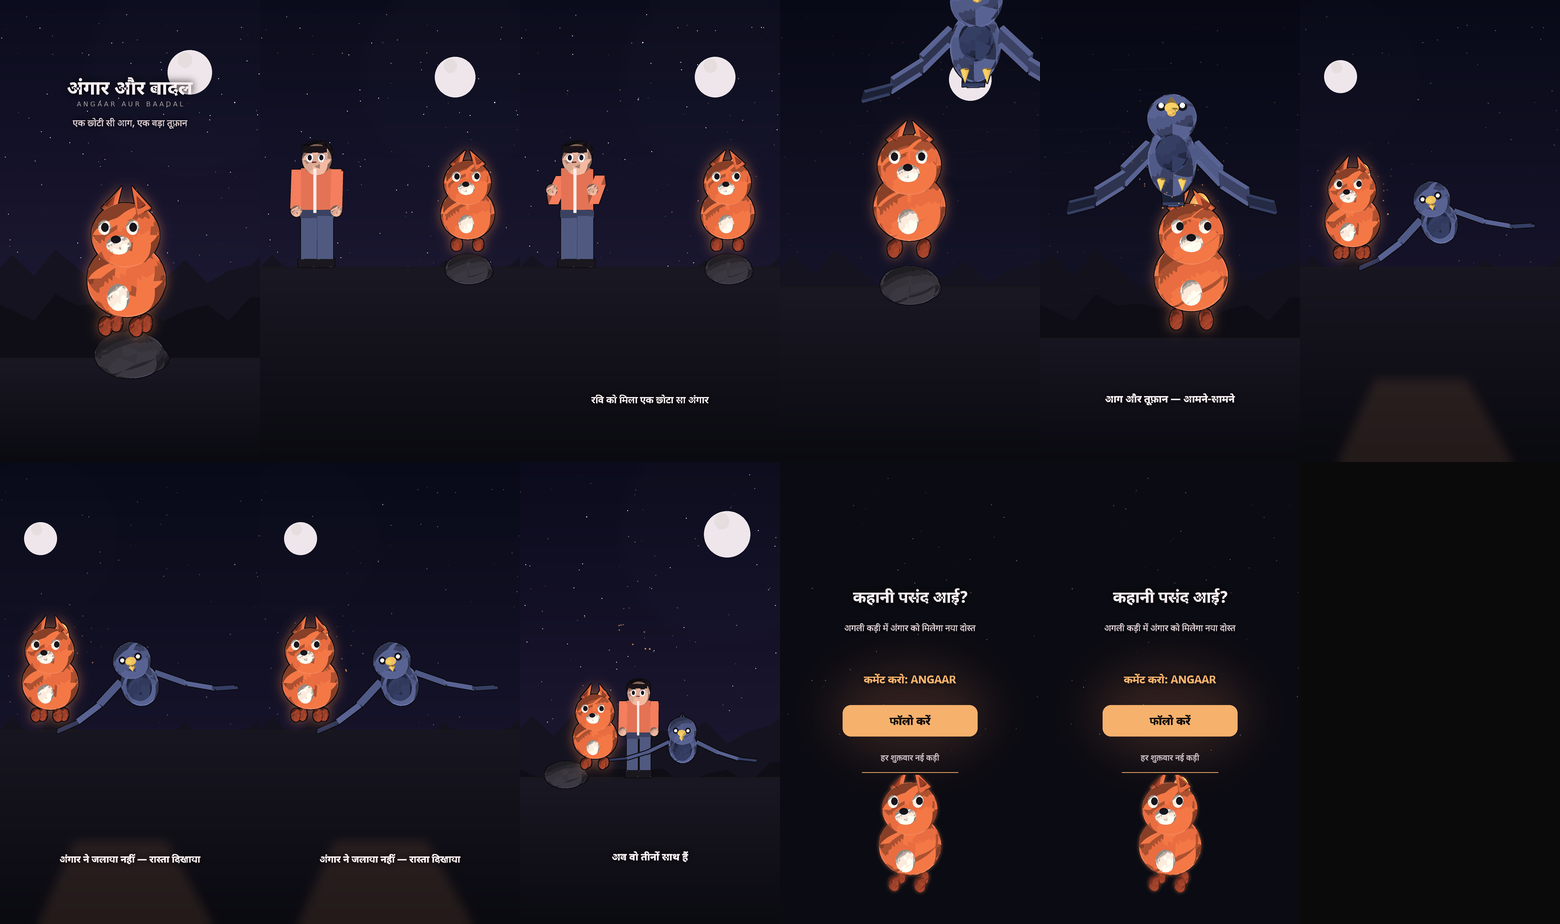 अंगार और बादल
ANGAAR AUR BAADAL
एक छोटी सी आग, एक बड़ा तूफ़ान
रवि को मिला एक छोटा सा अंगार
आग और तूफ़ान — आमने-सामने
अंगार ने जलाया नहीं — रास्ता दिखाया
अंगार ने जलाया नहीं — रास्ता दिखाया
अब वो तीनों साथ हैं
कहानी पसंद आई?
अगली कड़ी में अंगार को मिलेगा नया दोस्त
कमेंट करो: ANGAAR
फॉलो करें
हर शुक्रवार नई कड़ी
कहानी पसंद आई?
अगली कड़ी में अंगार को मिलेगा नया दोस्त
कमेंट करो: ANGAAR
फॉलो करें
हर शुक्रवार नई कड़ी